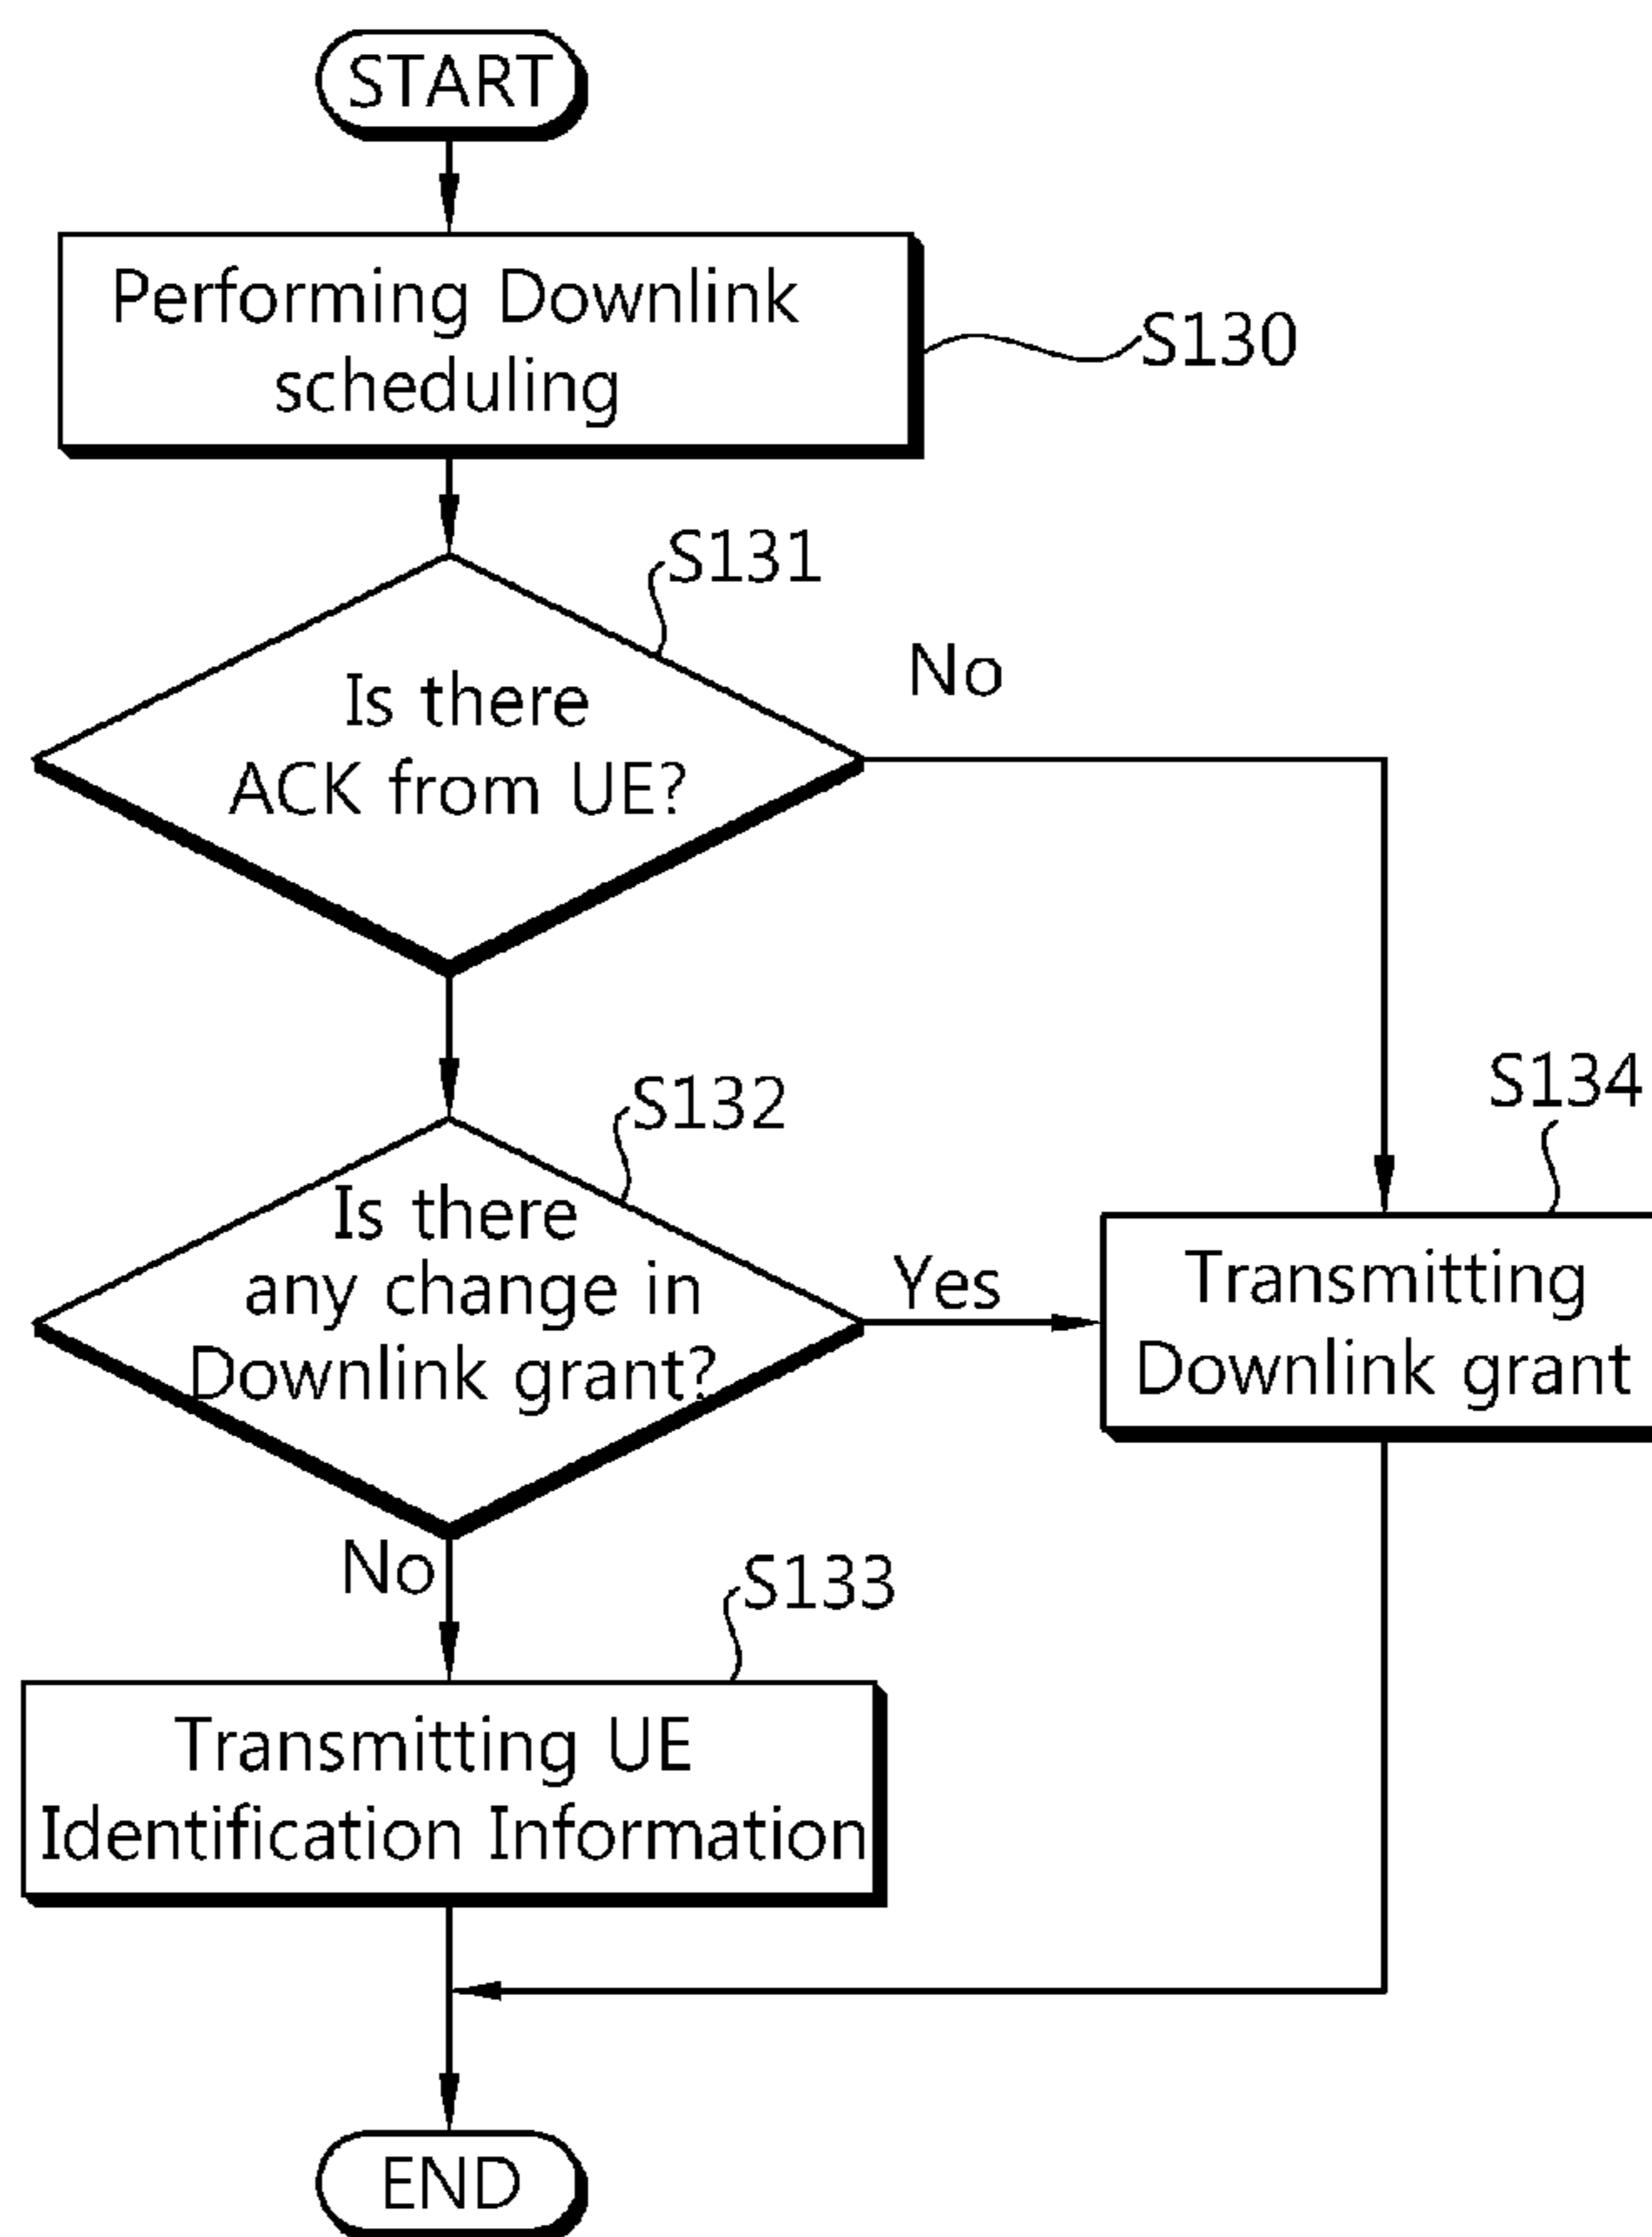 START
Performing Downlink
scheduling
S130
S131
Is there
ACK from UE?
No
S132
Is there
any change in
Downlink grant?
Yes
S134
Transmitting
Downlink grant
No
S133
Transmitting UE
Identification Information
END